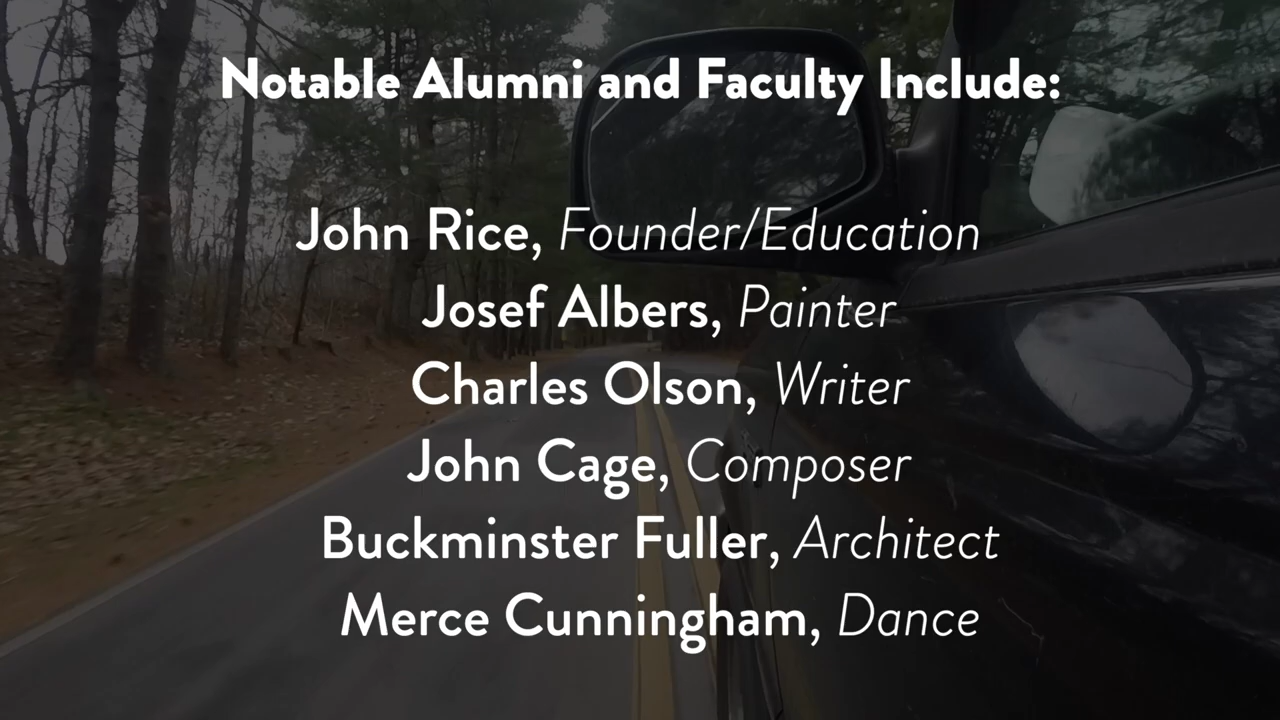 Notable Alumni and Faculty Include:
John Rice, Founder/Education
Josef Albers, Painter
Charles Olson, Writer
John Cage, Composer
Buckminster Fuller, Architect
Merce Cunningham, Dance